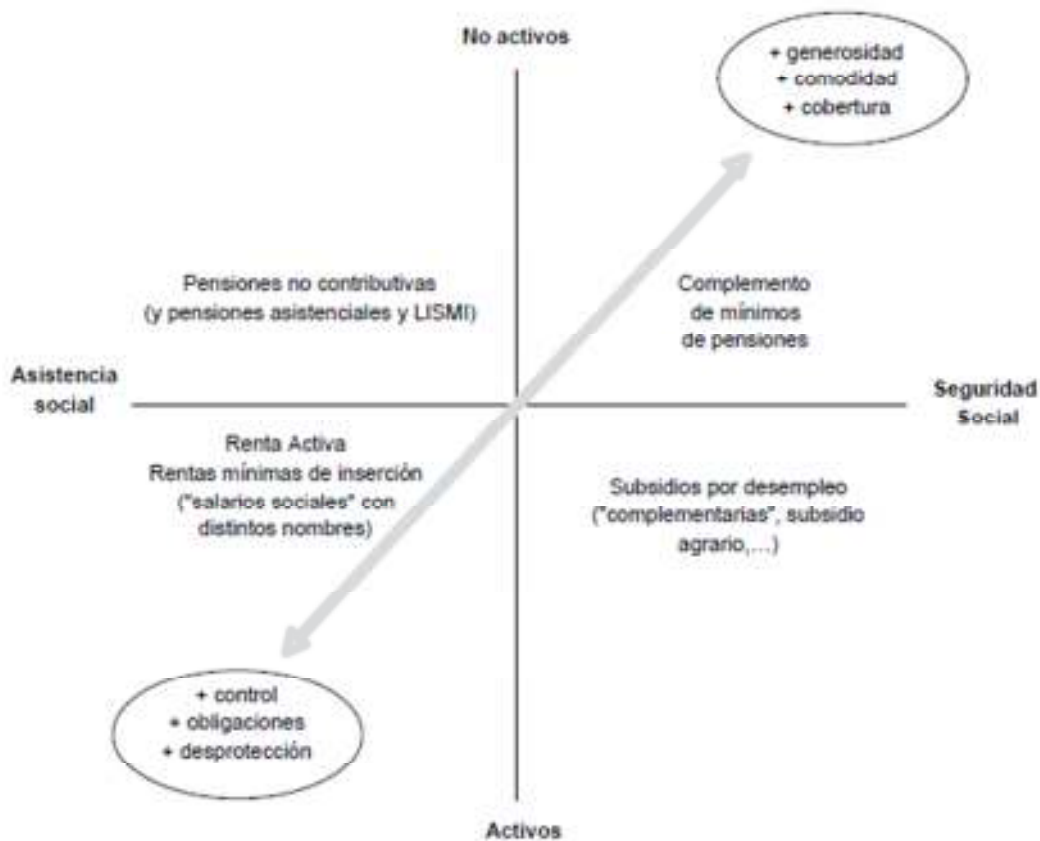 No activos
+ generosidad
+ comodidad
+ cobertura
Pensiones no contributivas
(y pensiones asistenciales y LISMI)
Complemento
de mínimos
de pensiones
Asistencia
social
Seguridad
Social
Renta Activa
Rentas mínimas de inserción
("salarios sociales" con
distintos nombres)
Subsidios por desempleo
("complementarias", subsidio
agrario,…)
+ control
+ obligaciones
+ desprotección
Activos